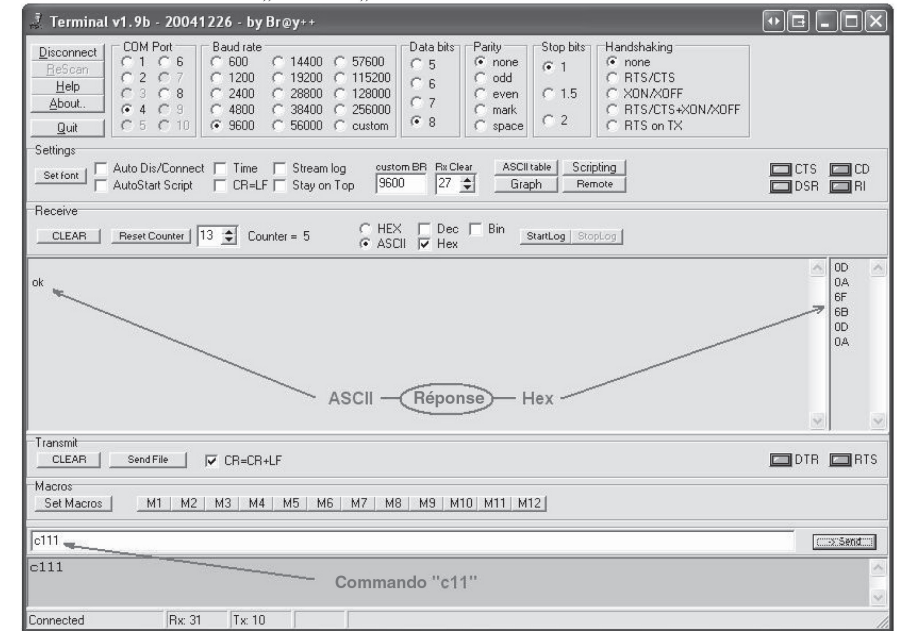 Terminal v1.9b - 20041226 - by Br@y++
Disconnect
ReScan
Help
About..
Quit
COM Port
1 6
2 7
3 8
4 9
5 10
Baud rate
600 14400 57600
1200 19200 115200
2400 28800 128000
4800 38400 256000
9600 56000 custom
Data bits
5
6
7
8
Parity
none
odd
even
mark
space
Stop bits
1
1.5
2
Handshaking
none
RTS/CTS
XON/XOFF
RTS/CTS+XON/XOFF
RTS on TX
Settings
Set font
Auto Dis/Connect Time Stream log
AutoStart Script CR=LF Stay on Top
custom BR Rx Clear
9600 27
ASCII table Scripting
Graph Remote
CTS CD
DSR RI
Receive
CLEAR Reset Counter 13 Counter = 5
HEX Dec Bin
ASCII Hex
StartLog StopLog
ok
0D
0A
6F
6B
0D
0A
ASCII Réponse Hex
Transmit
CLEAR Send File CR=CR+LF
DTR RTS
Macros
Set Macros M1 M2 M3 M4 M5 M6 M7 M8 M9 M10 M11 M12
c111
-> Send
c111
Commando "c11"
Connected Rx: 31 Tx: 10